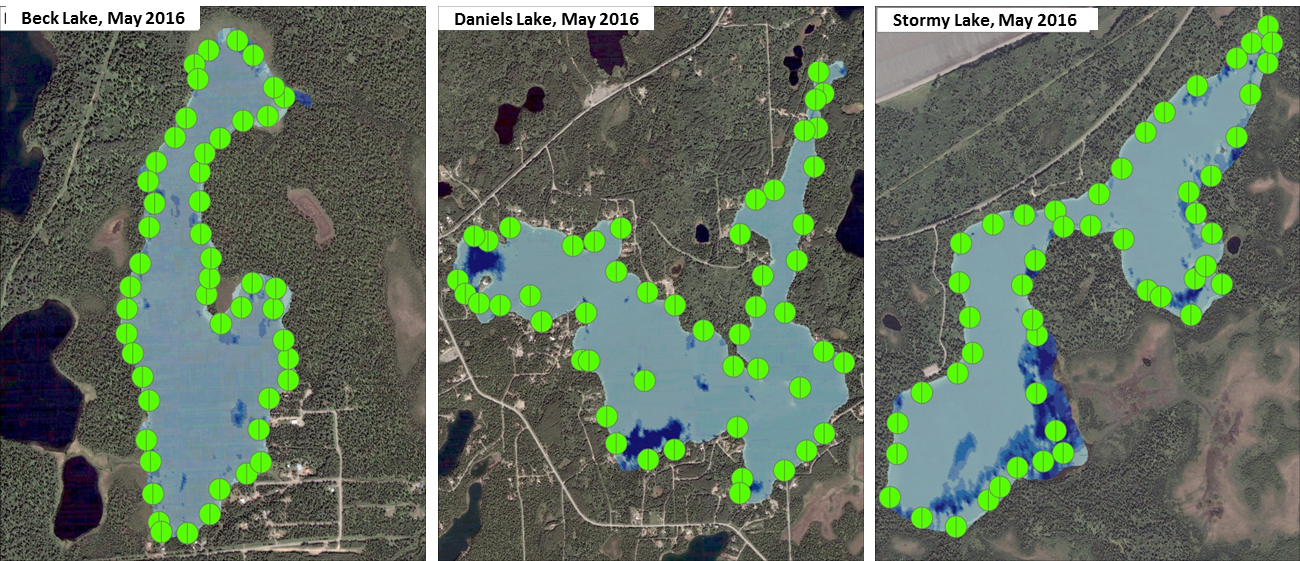 Beck Lake, May 2016
Daniels Lake, May 2016
Stormy Lake, May 2016